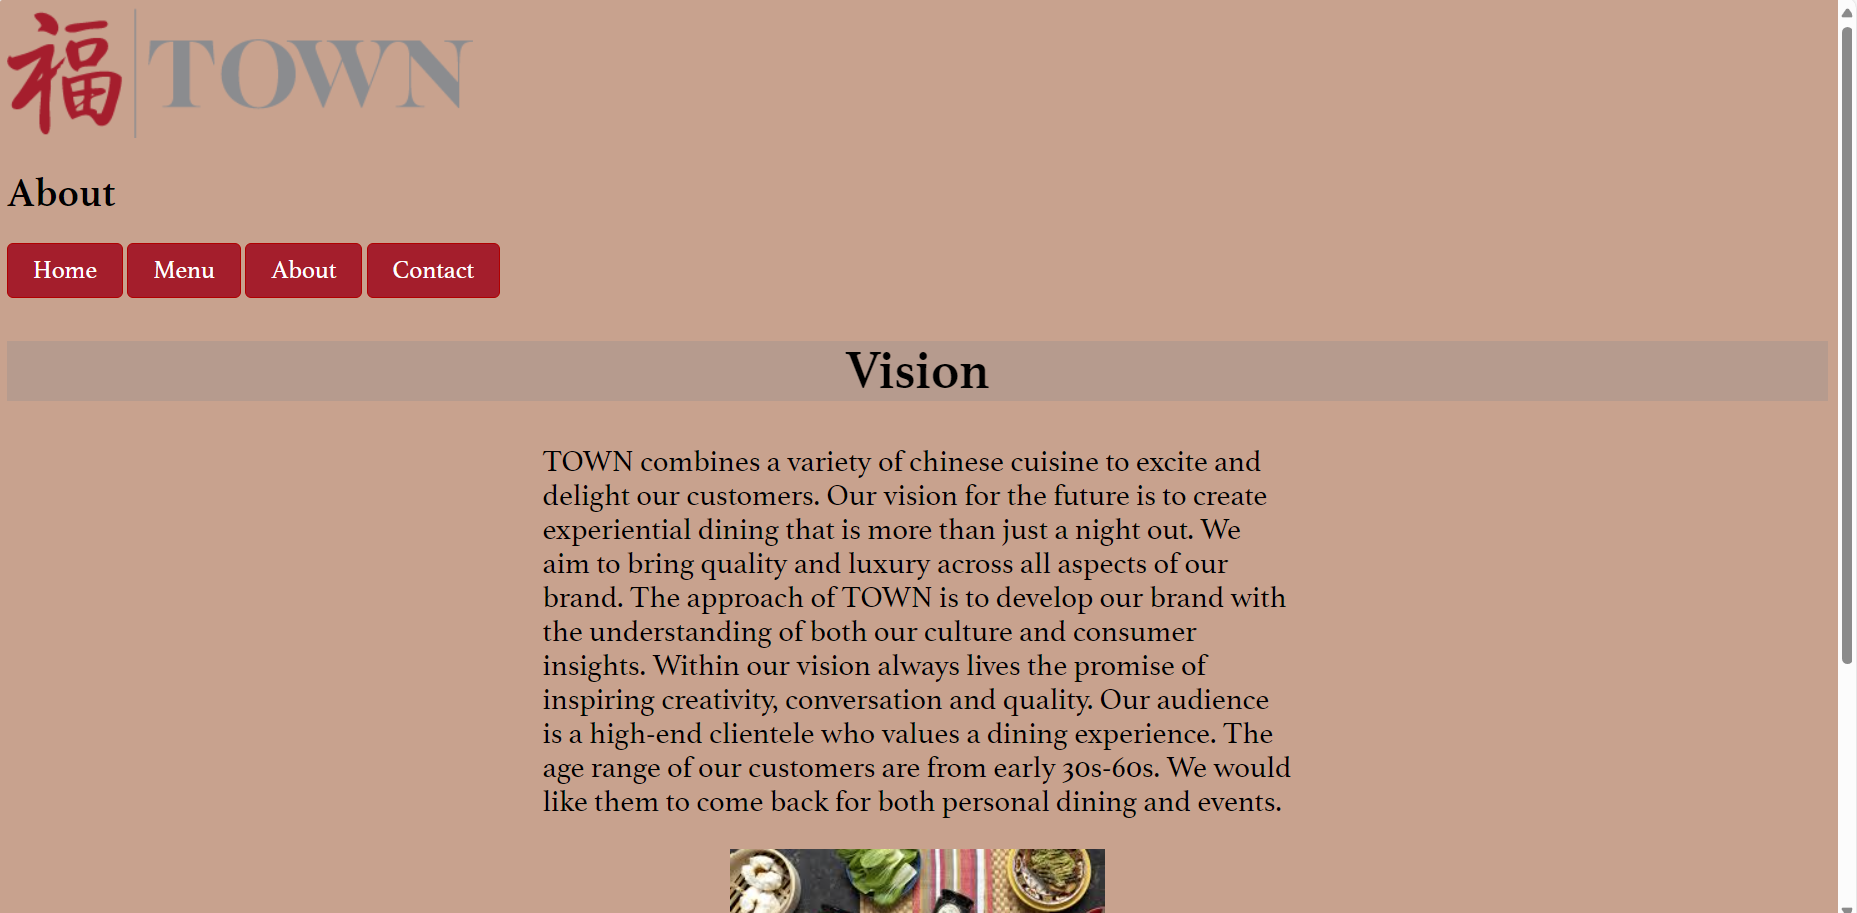 福 TOWN
About
Home Menu About Contact
Vision
TOWN combines a variety of chinese cuisine to excite and
delight our customers. Our vision for the future is to create
experiential dining that is more than just a night out. We
aim to bring quality and luxury across all aspects of our
brand. The approach of TOWN is to develop our brand with
the understanding of both our culture and consumer
insights. Within our vision always lives the promise of
inspiring creativity, conversation and quality. Our audience
is a high-end clientele who values a dining experience. The
age range of our customers are from early 30s-60s. We would
like them to come back for both personal dining and events.